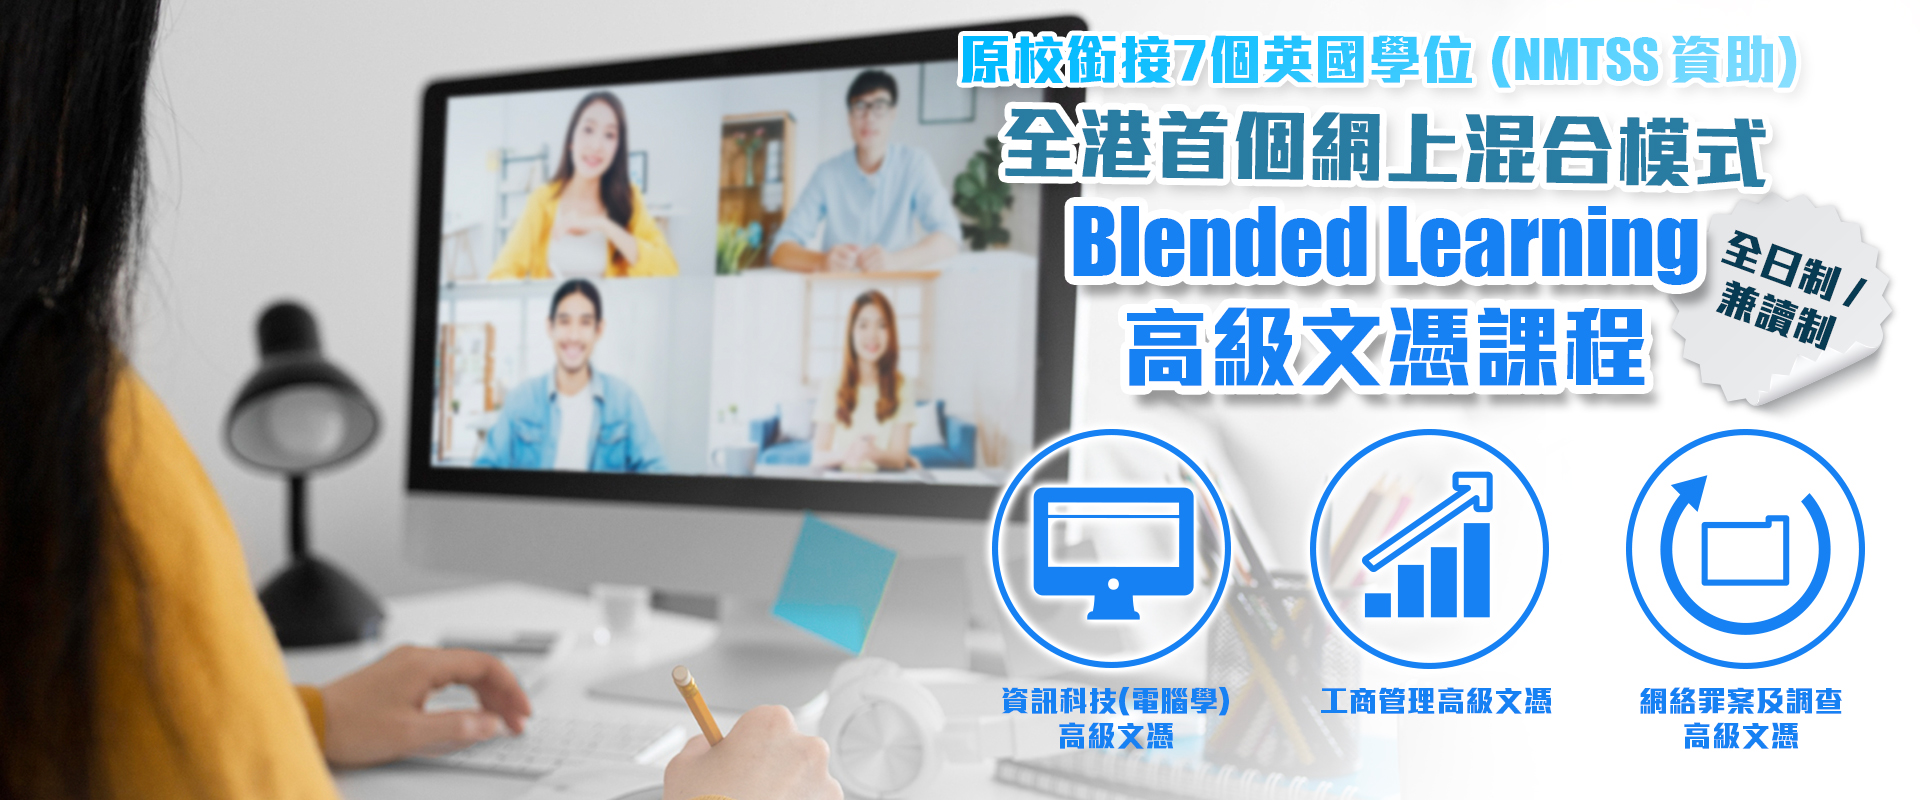 原校銜接7個英國學位 (NMTSS 資助)
全港首個網上混合模式
Blended Learning
全日制 /
兼讀制
高級文憑課程
資訊科技(電腦學)
高級文憑
工商管理高級文憑
網絡罪案及調查
高級文憑